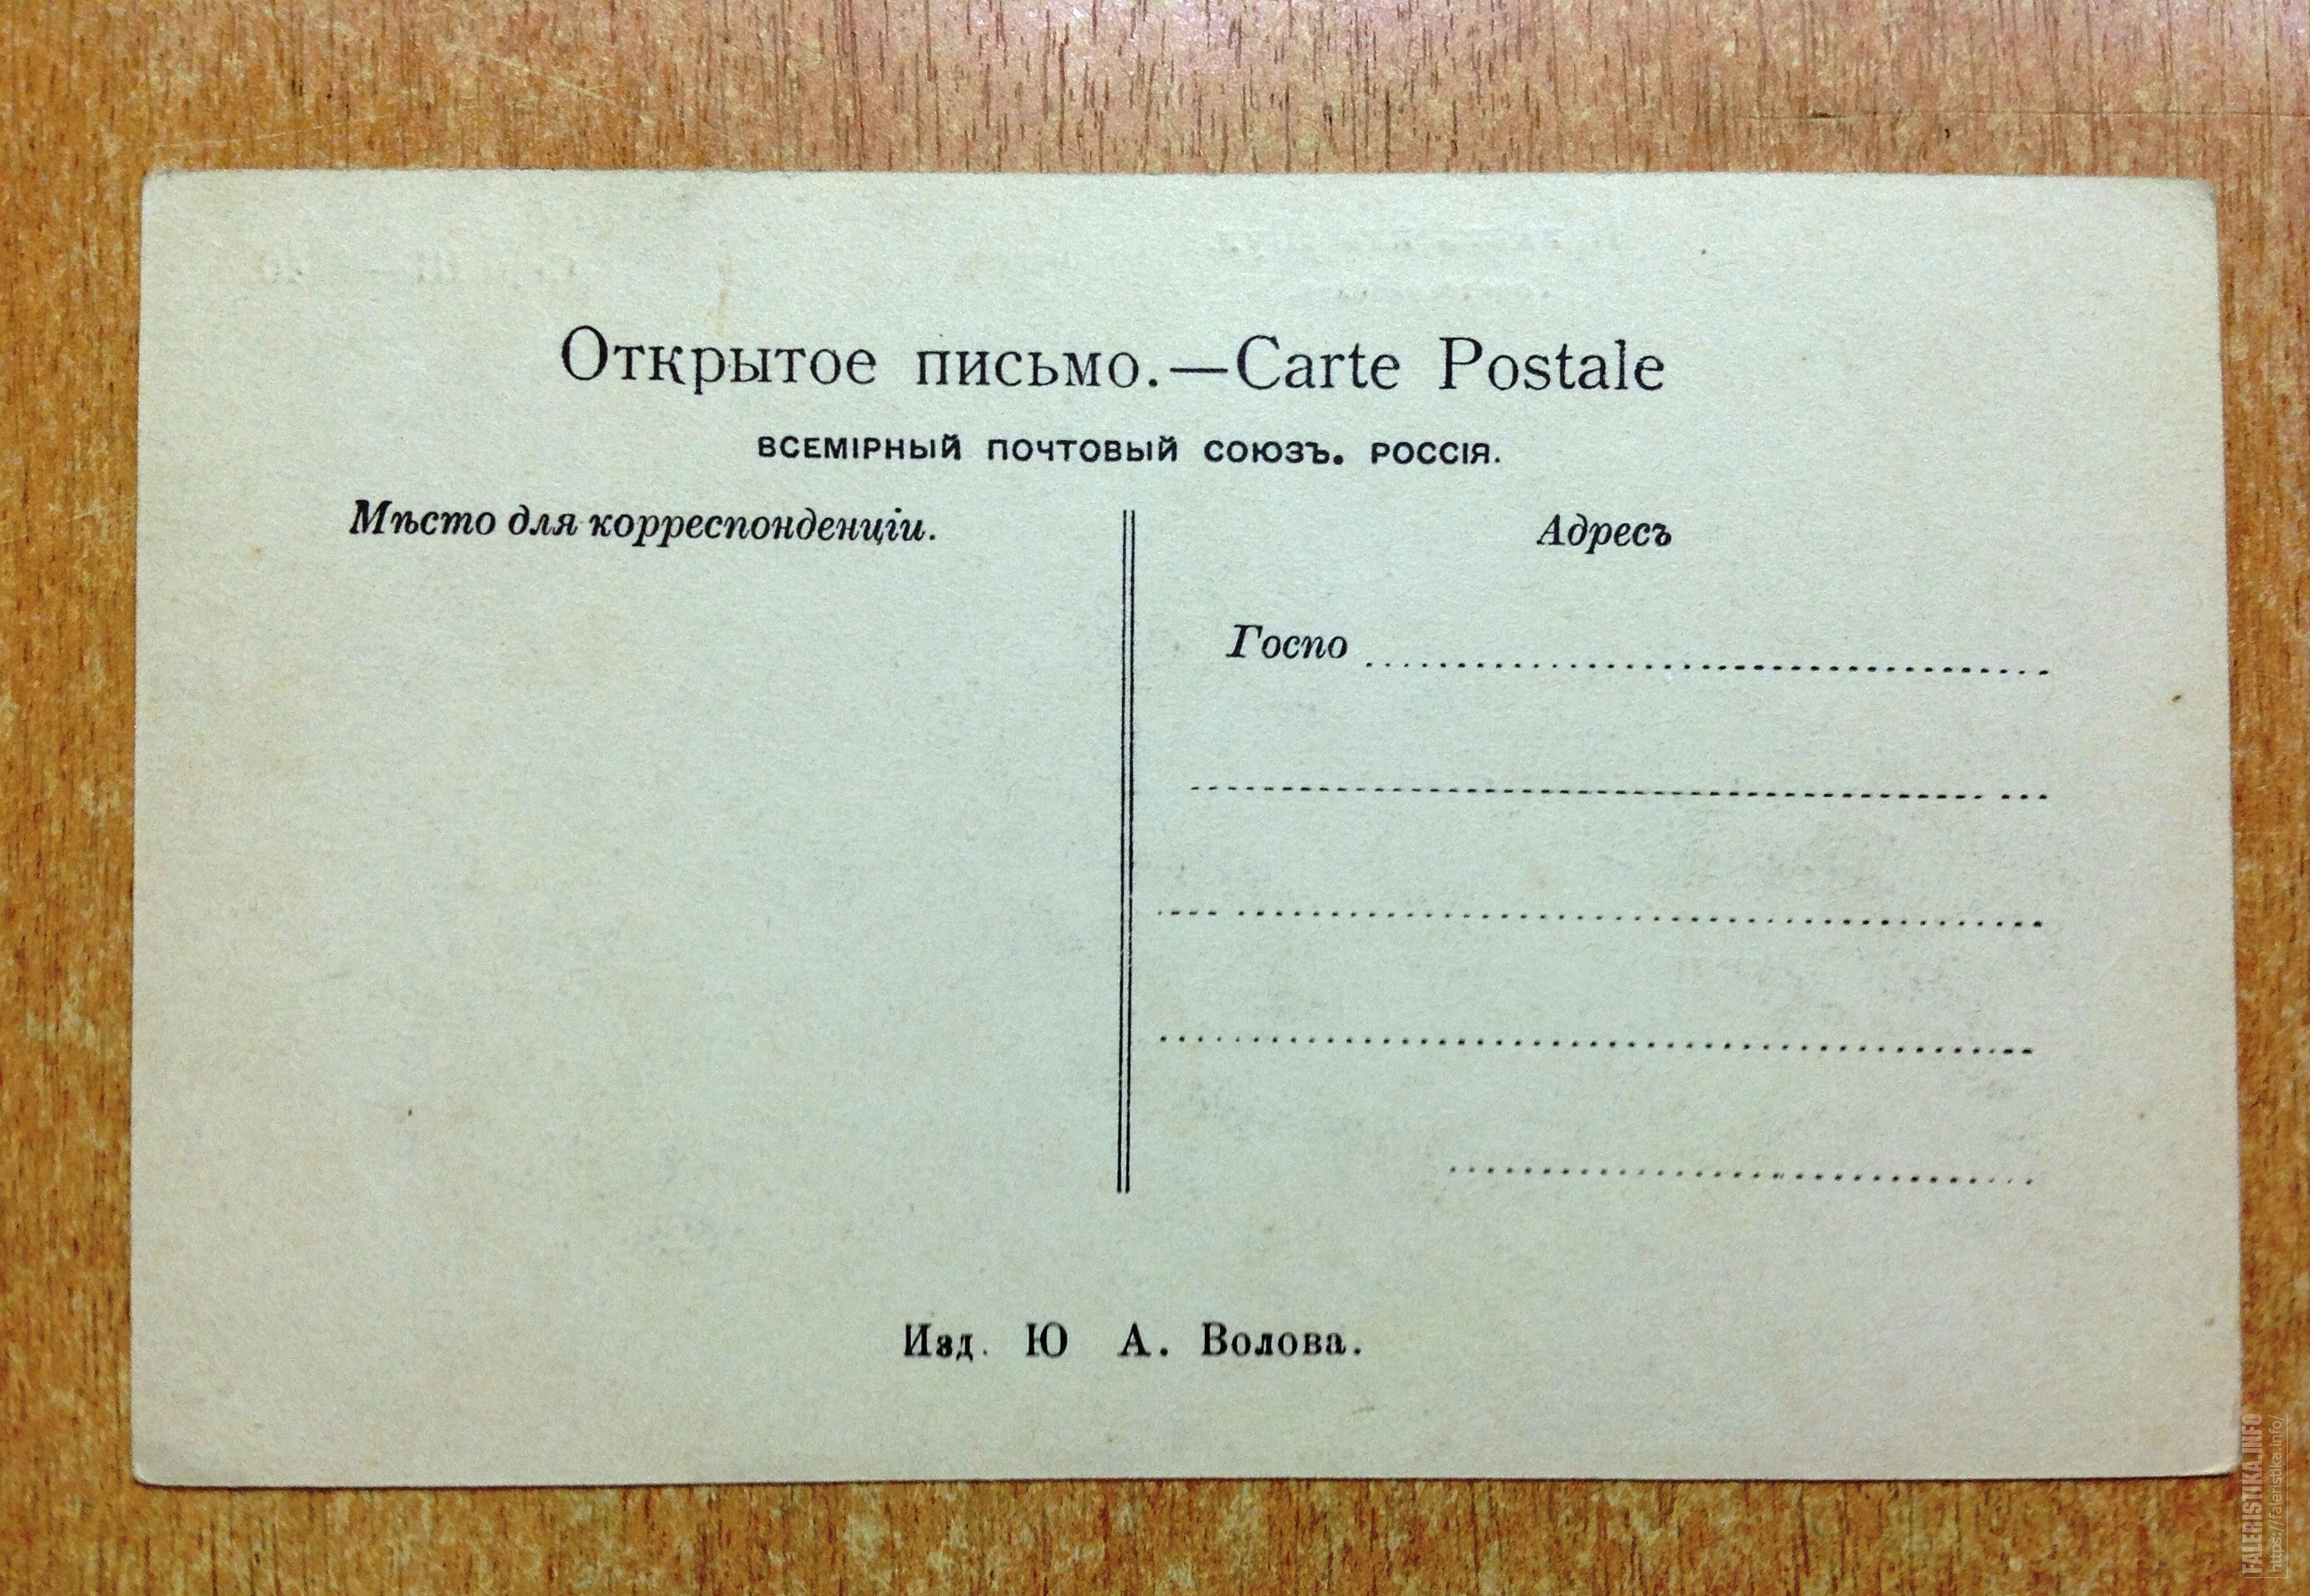 Открытое письмо.—Carte Postale
ВСЕМІРНЫЙ ПОЧТОВЫЙ СОЮЗЪ. РОССІЯ.
Мѣсто для корреспонденціи.
Адресъ
Госпо
Изд. Ю А. Волова.
FALERISTIKA.INFO
https://faleristika.info/